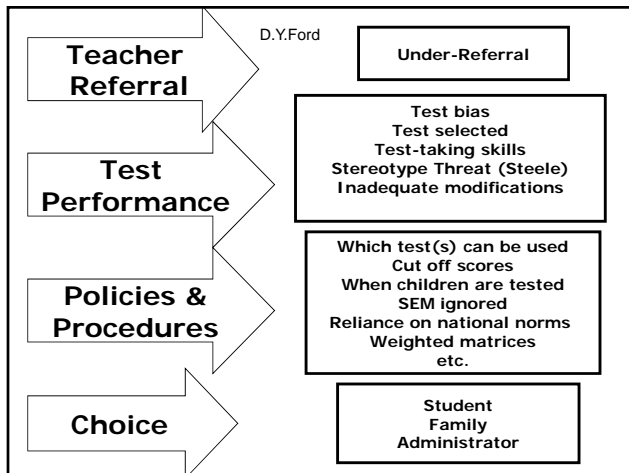 D.Y.Ford
Teacher
Referral
Under-Referral
Test
Performance
Test bias
Test selected
Test-taking skills
Stereotype Threat (Steele)
Inadequate modifications
Policies &
Procedures
Which test(s) can be used
Cut off scores
When children are tested
SEM ignored
Reliance on national norms
Weighted matrices
etc.
Choice
Student
Family
Administrator